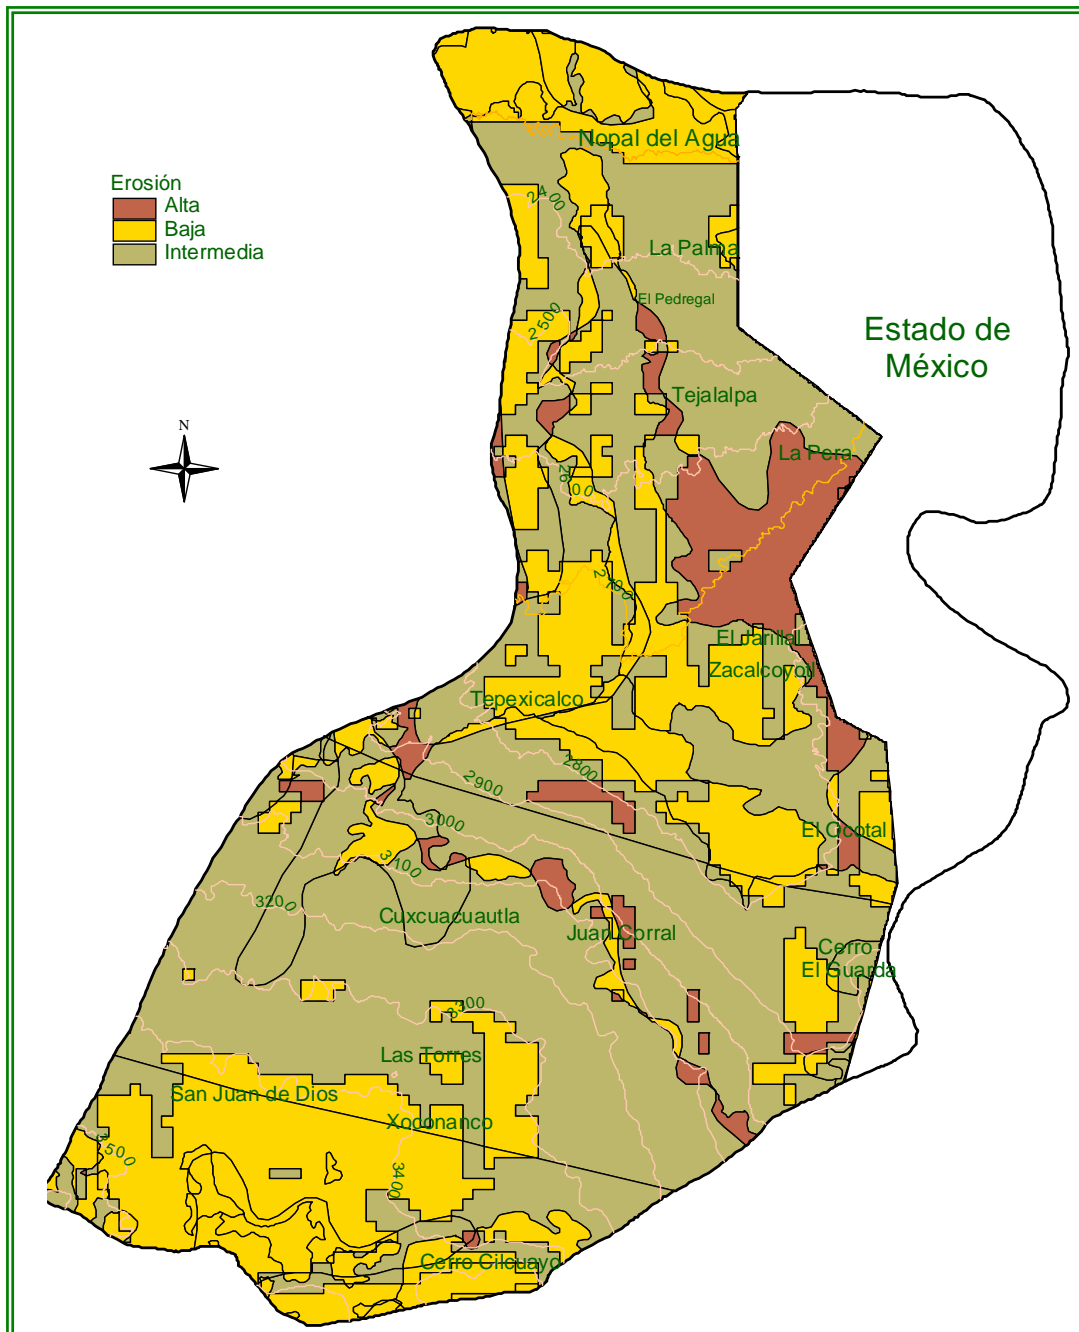 Nopal del Agua
Erosión
Alta
Baja
Intermedia
2400
La Palma
El Pedregal
2500
Estado de
México
Tejalalpa
N
La Pera
2600
2700
El Jarillal
Zacalcoyotl
Tepexicalco
2800
2900
3000
El Ocotal
3100
3200
Cuxcuacuautla
Juan Corral
Cerro
El Guarda
3300
Las Torres
San Juan de Dios
Xoconanco
3500
3400
Cerro Cilcuayo